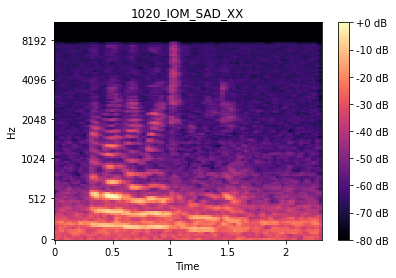 1020_IOM_SAD_XX
+0 dB
8192
-10 dB
4096
-20 dB
-30 dB
2048
Hz
-40 dB
1024
-50 dB
512
-60 dB
-70 dB
0
-80 dB
0 0.5 1 1.5 2
Time